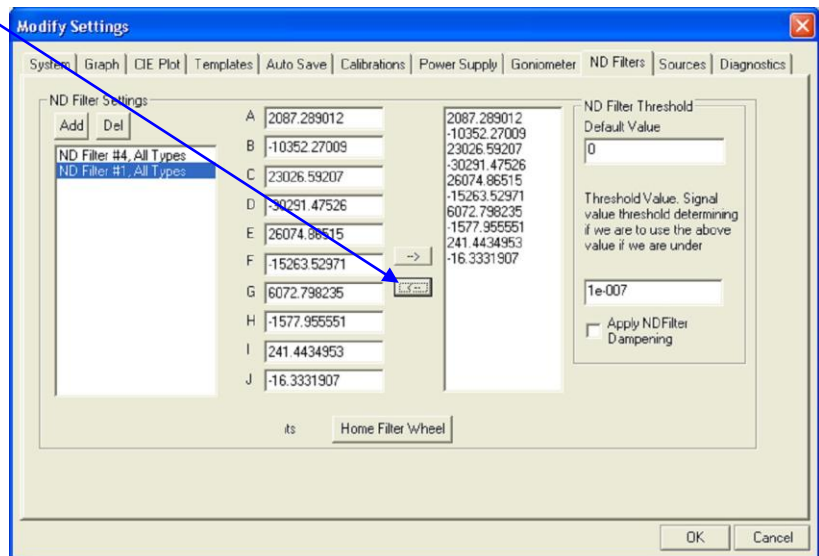 Modify Settings
System Graph CIE Plot Templates Auto Save Calibrations Power Supply Goniometer ND Filters Sources Diagnostics
ND Filter Settings
Add Del
ND Filter #4, All Types
ND Filter #1, All Types
A 2087.289012
B -10352.27009
C 23026.59207
D -30291.47526
E 26074.86515
F -15263.52971
G 6072.798235
H -1577.955551
I 241.4434953
J -16.3331907
-->
<--
2087.289012
-10352.27009
23026.59207
-30291.47526
26074.86515
-15263.52971
6072.798235
-1577.955551
241.4434953
-16.3331907
ND Filter Threshold
Default Value
0
Threshold Value. Signal
value threshold determining
if we are to use the above
value if we are under
1e-007
Apply NDFilter
Dampening
its Home Filter Wheel
OK Cancel